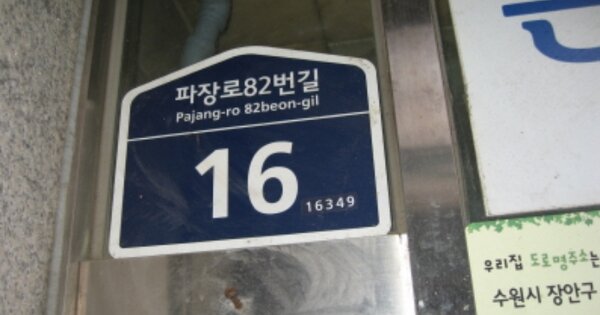 파장로82번길
Pajang-ro 82beon-gil
16
16349
우리집 도로명주소는
수원시 장안구